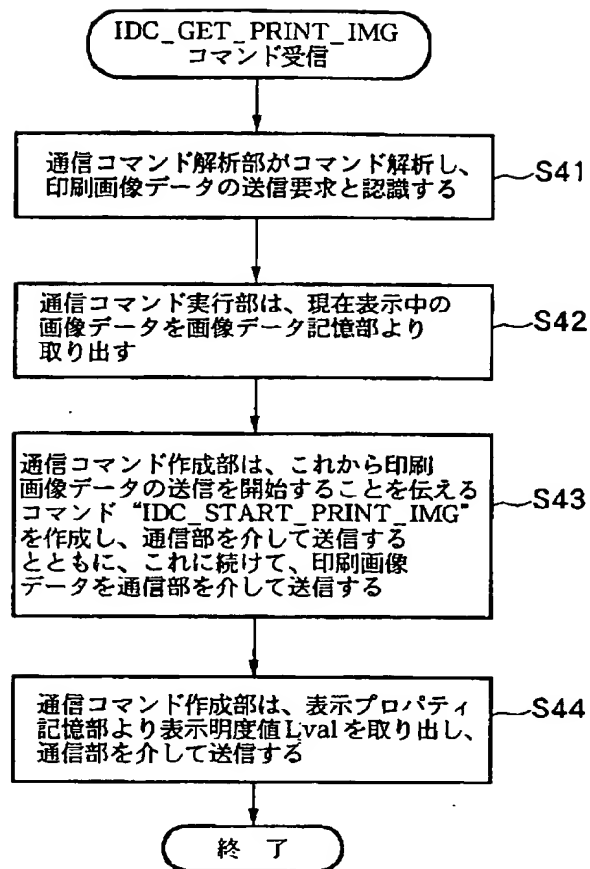 IDC_GET_PRINT_IMG
コマンド受信
通信コマンド解析部がコマンド解析し、
印刷画像データの送信要求と認識する
S41
通信コマンド実行部は、現在表示中の
画像データを画像データ記憶部より
取り出す
S42
通信コマンド作成部は、これから印刷
画像データの送信を開始することを伝える
コマンド“IDC_START_PRINT_IMG"
を作成し、通信部を介して送信する
とともに、これに続けて、印刷画像
データを通信部を介して送信する
S43
通信コマンド作成部は、表示プロパティ
記憶部より表示明度値Lvalを取り出し、
通信部を介して送信する
S44
終 了